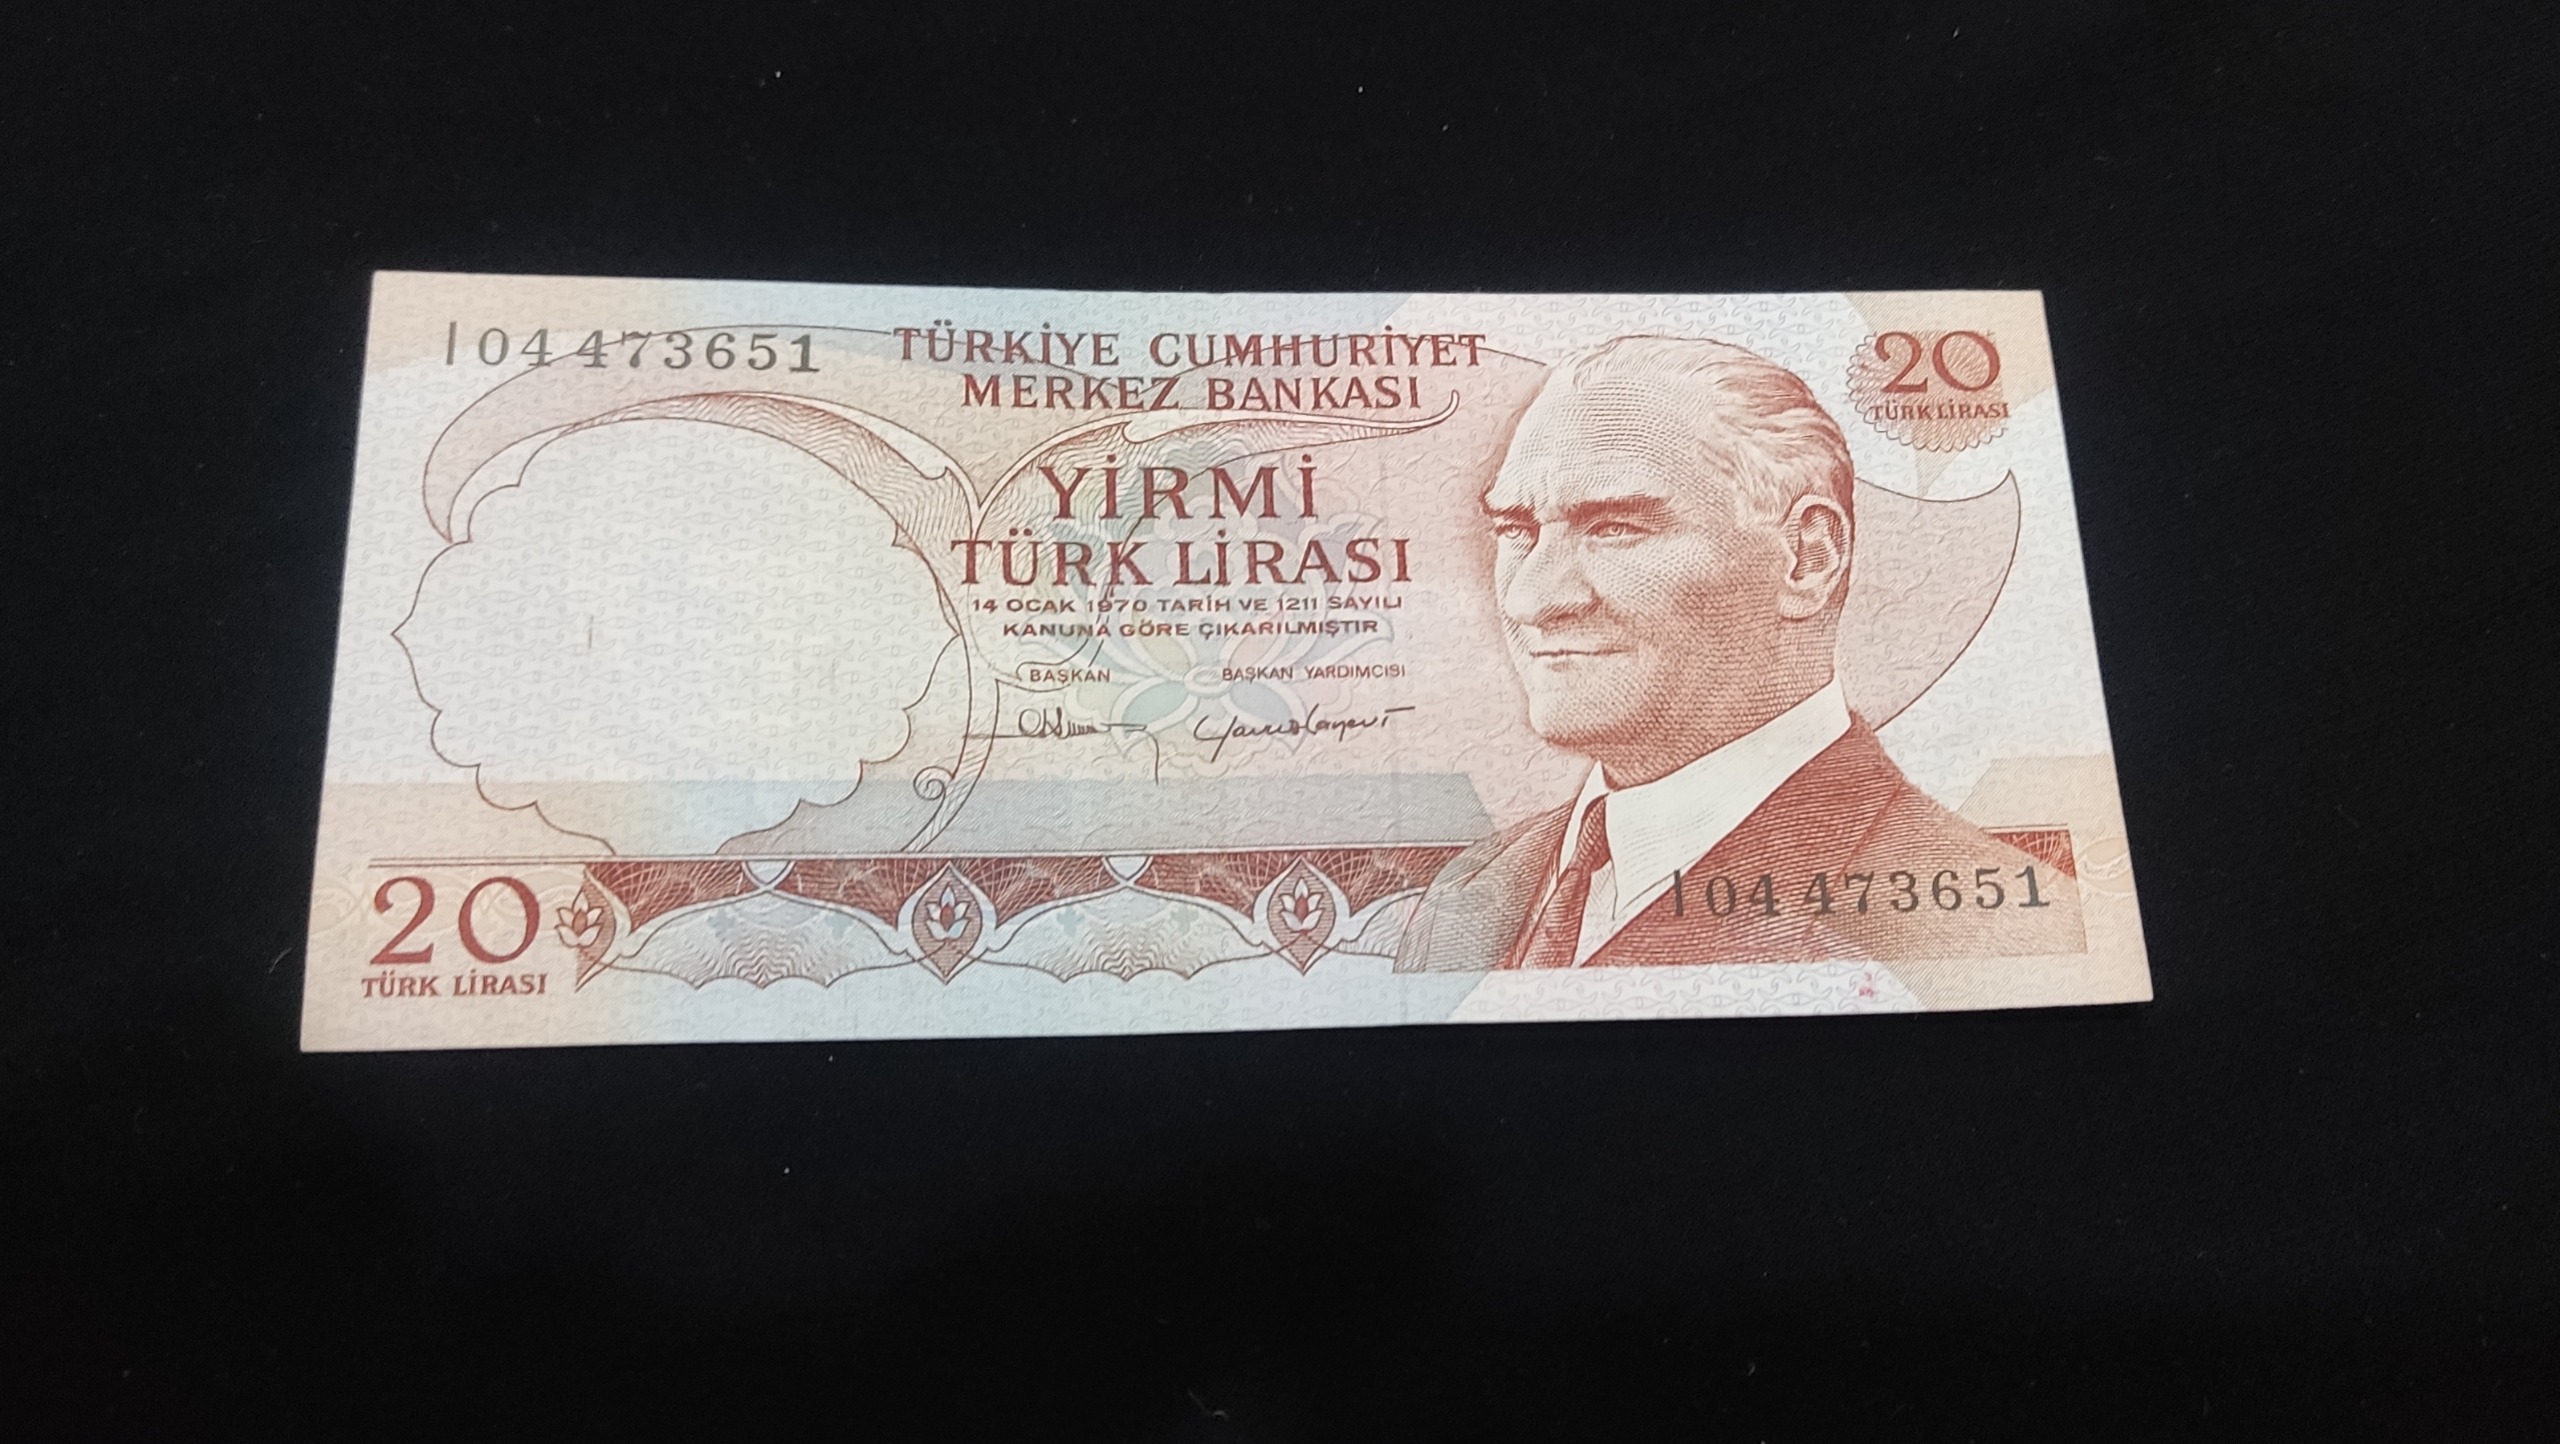 I04 473651
TÜRKİYE CUMHURİYET
MERKEZ BANKASI
20
TÜRK LİRASI
YİRMİ
TÜRK LİRASI
14 OCAK 1970 TARİH VE 1211 SAYILI
KANUNA GÖRE ÇIKARILMIŞTIR
BAŞKAN BAŞKAN YARDIMCISI
20
TÜRK LİRASI
I04 473651